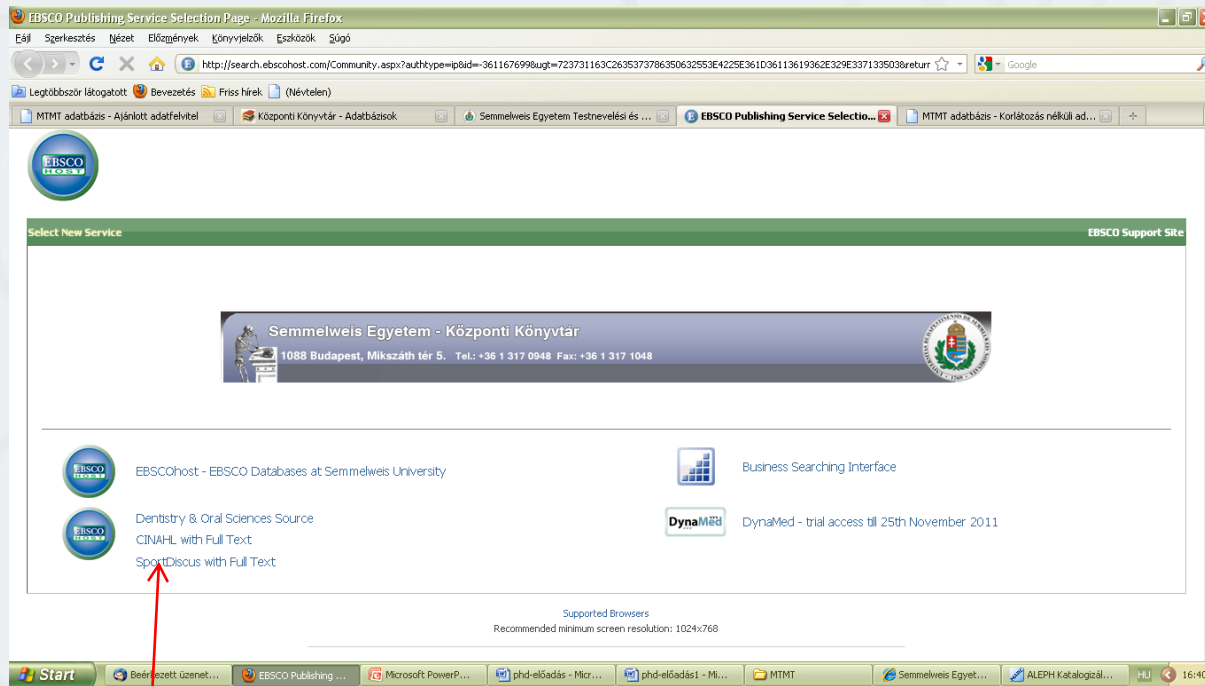 EBSCO Publishing Service Selection Page - Mozilla Firefox
Fájl Szerkesztés Nézet Előzmények Könyvjelzők Eszközök Súgó
http://search.ebscohost.com/Community.aspx?authtype=ip&id=-361167699&ugt=723731163C2635373786350632553E4225E361D36113619362E329E337133503&return
Google
Legtöbbször látogatott Bevezetés Friss hírek (Névtelen)
MTMT adatbázis - Ajánlott adatfelvitel Központi Könyvtár - Adatbázisok Semmelweis Egyetem Testnevelési és ... EBSCO Publishing Service Selectio... MTMT adatbázis - Korlátozás nélküli ad...
EBSCO
HOST
Select New Service EBSCO Support Site
Semmelweis Egyetem - Központi Könyvtár
1088 Budapest, Mikszáth tér 5. Tel.: +36 1 317 0948 Fax: +36 1 317 1048
EBSCO
HOST
EBSCOhost - EBSCO Databases at Semmelweis University
Business Searching Interface
EBSCO
HOST
Dentistry & Oral Sciences Source
CINAHL with Full Text
SportDiscus with Full Text
DynaMed
DynaMed - trial access till 25th November 2011
Supported Browsers
Recommended minimum screen resolution: 1024x768
Start Beérkezett üzenet... EBSCO Publishing ... Microsoft PowerP... phd-előadás - Micr... phd-előadás1 - Mi... MTMT Semmelweis Egyet... ALEPH Katalogizál... HU 16:40